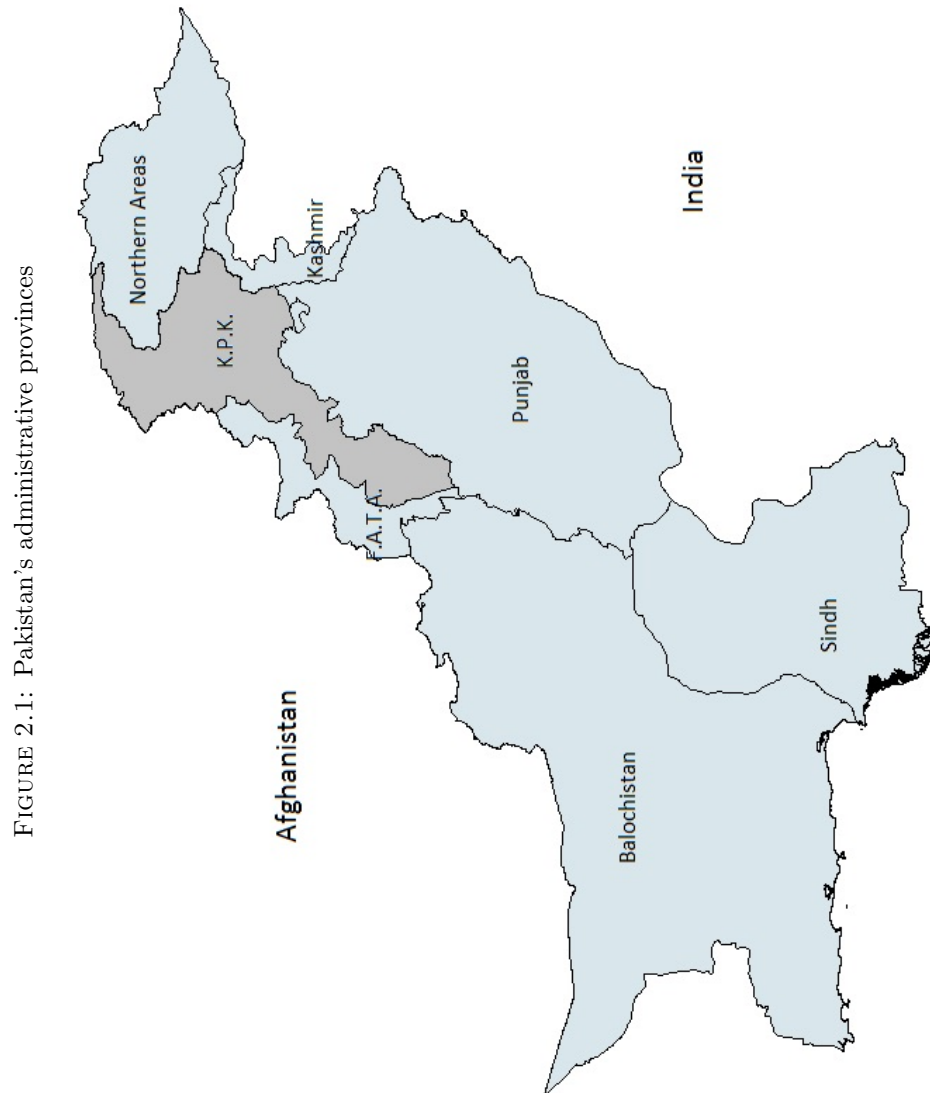 FIGURE 2.1: Pakistan's administrative provinces
Northern Areas
K.P.K.
Kashmir
F.A.T.A.
Punjab
India
Afghanistan
Balochistan
Sindh